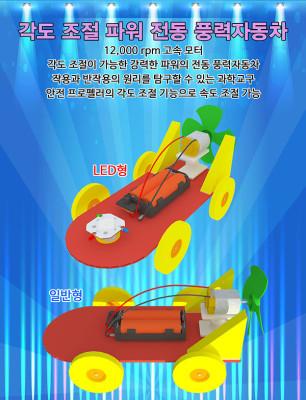 각도 조절 파워 전동 풍력자동차
12,000 rpm 고속 모터
각도 조절이 가능한 강력한 파워의 전동 풍력자동차
작용과 반작용의 원리를 탐구할 수 있는 과학교구
안전 프로펠러의 각도 조절 기능으로 속도 조절 가능
LED형
일반형